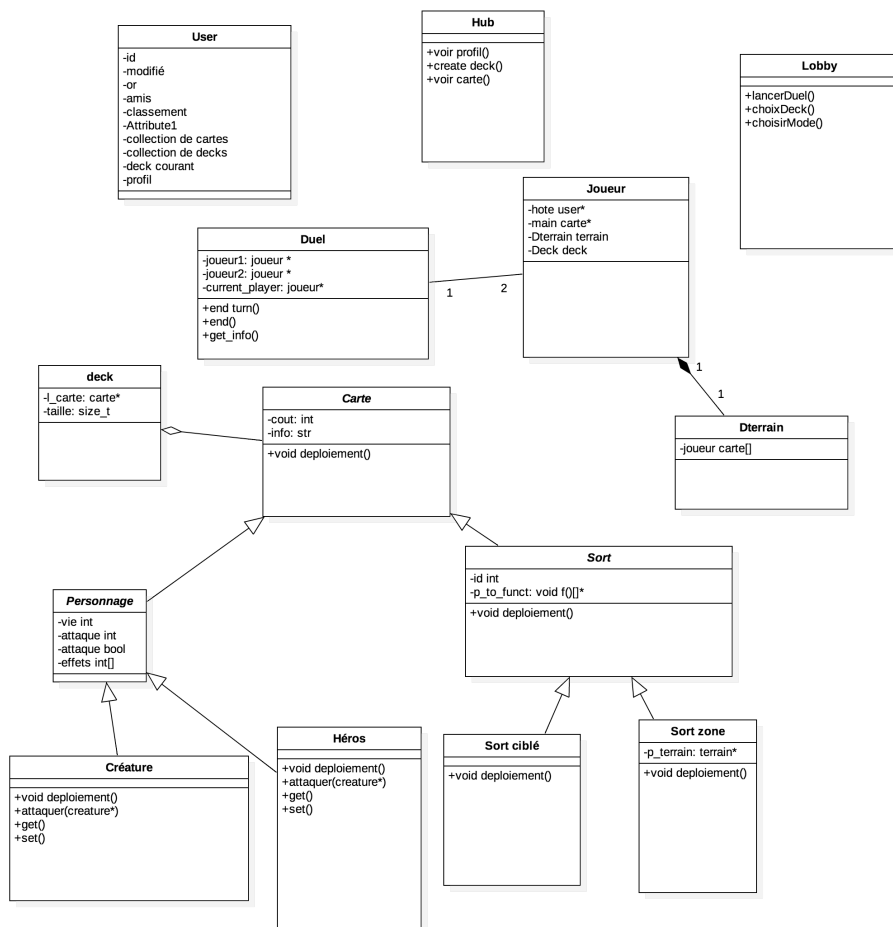 User
-id
-modifié
-or
-amis
-classement
-Attribute1
-collection de cartes
-collection de decks
-deck courant
-profil
Hub
+voir profil()
+create deck()
+voir carte()
Lobby
+lancerDuel()
+choixDeck()
+choisirMode()
Joueur
-hote user*
-main carte*
-Dterrain terrain
-Deck deck
Duel
-joueur1: joueur *
-joueur2: joueur *
-current_player: joueur*
+end turn()
+end()
+get_info()
1
2
1
1
deck
-l_carte: carte*
-taille: size_t
Carte
-cout: int
-info: str
+void deploiement()
Dterrain
-joueur carte[]
Personnage
-vie int
-attaque int
-attaque bool
-effets int[]
Sort
-id int
-p_to_funct: void f()[]*
+void deploiement()
Créature
+void deploiement()
+attaquer(creature*)
+get()
+set()
Héros
+void deploiement()
+attaquer(creature*)
+get()
+set()
Sort ciblé
+void deploiement()
Sort zone
-p_terrain: terrain*
+void deploiement()